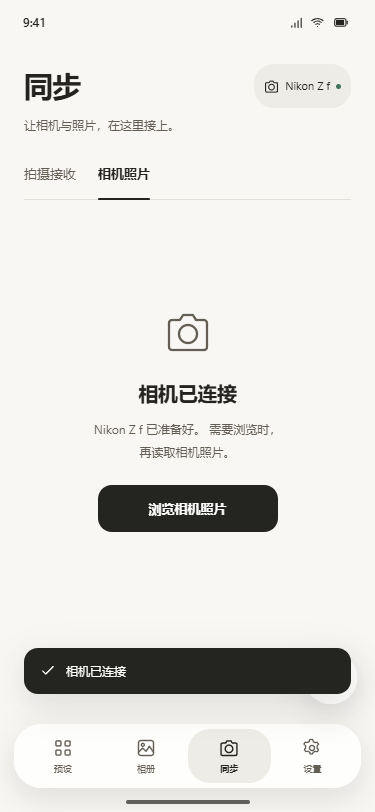 9:41
同步
Nikon Z f
让相机与照片，在这里接上。
拍摄接收
相机照片
相机已连接
Nikon Z f 已准备好。 需要浏览时，
再读取相机照片。
浏览相机照片
相机已连接
预设
相册
同步
设置